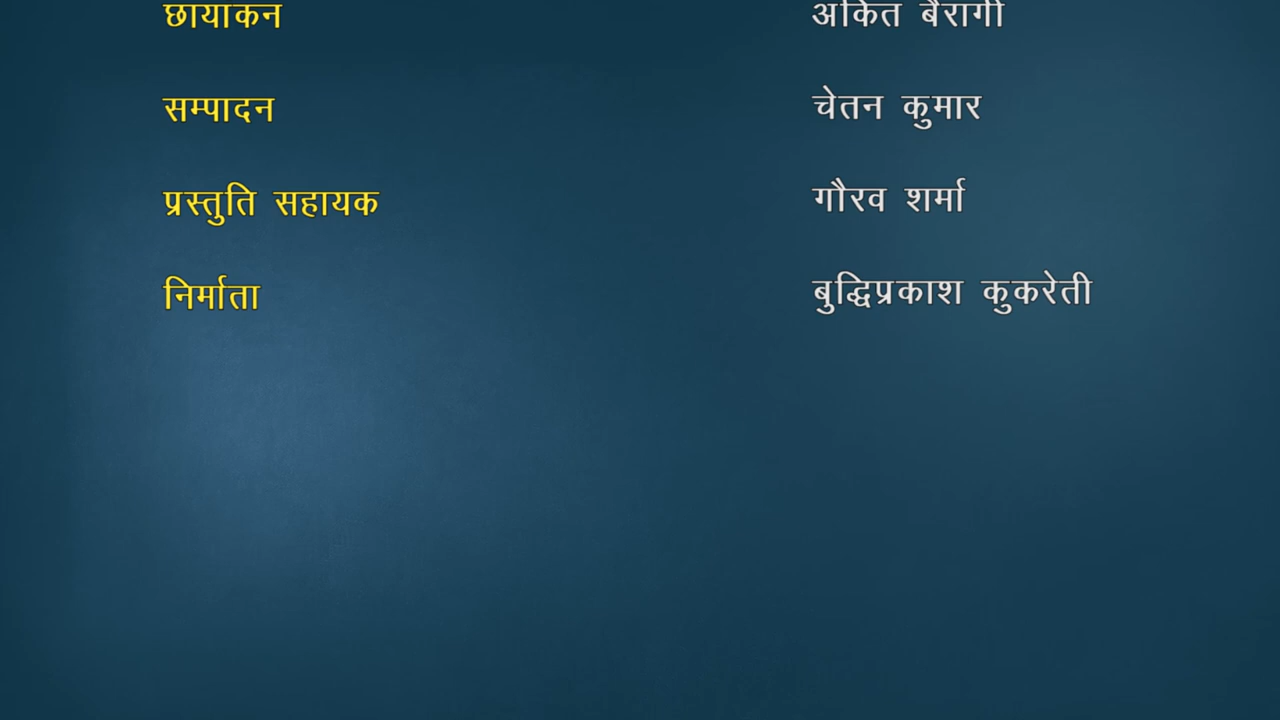 छायांकन अंकित बैरागी
सम्पादन चेतन कुमार
प्रस्तुति सहायक गौरव शर्मा
निर्माता बुद्धिप्रकाश कुकरेती